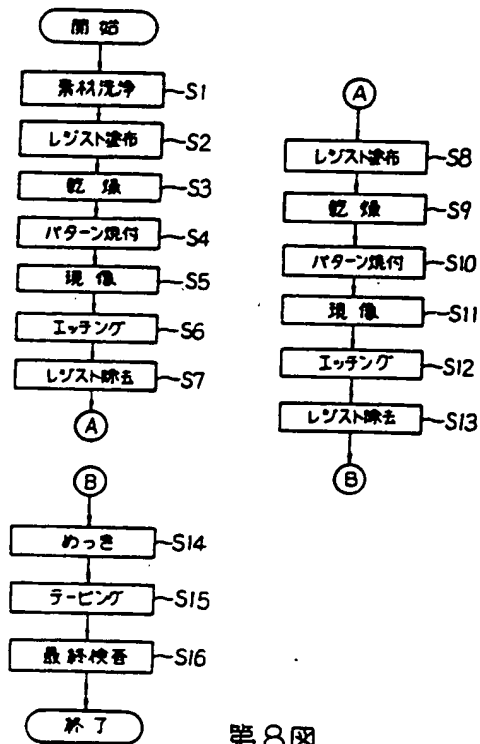 開始
素材洗浄 S1
レジスト塗布 S2
乾燥 S3
パターン焼付 S4
現像 S5
エッチング S6
レジスト除去 S7
A
A
レジスト塗布 S8
乾燥 S9
パターン焼付 S10
現像 S11
エッチング S12
レジスト除去 S13
B
B
めっき S14
テーピング S15
最終検査 S16
終了
第8図